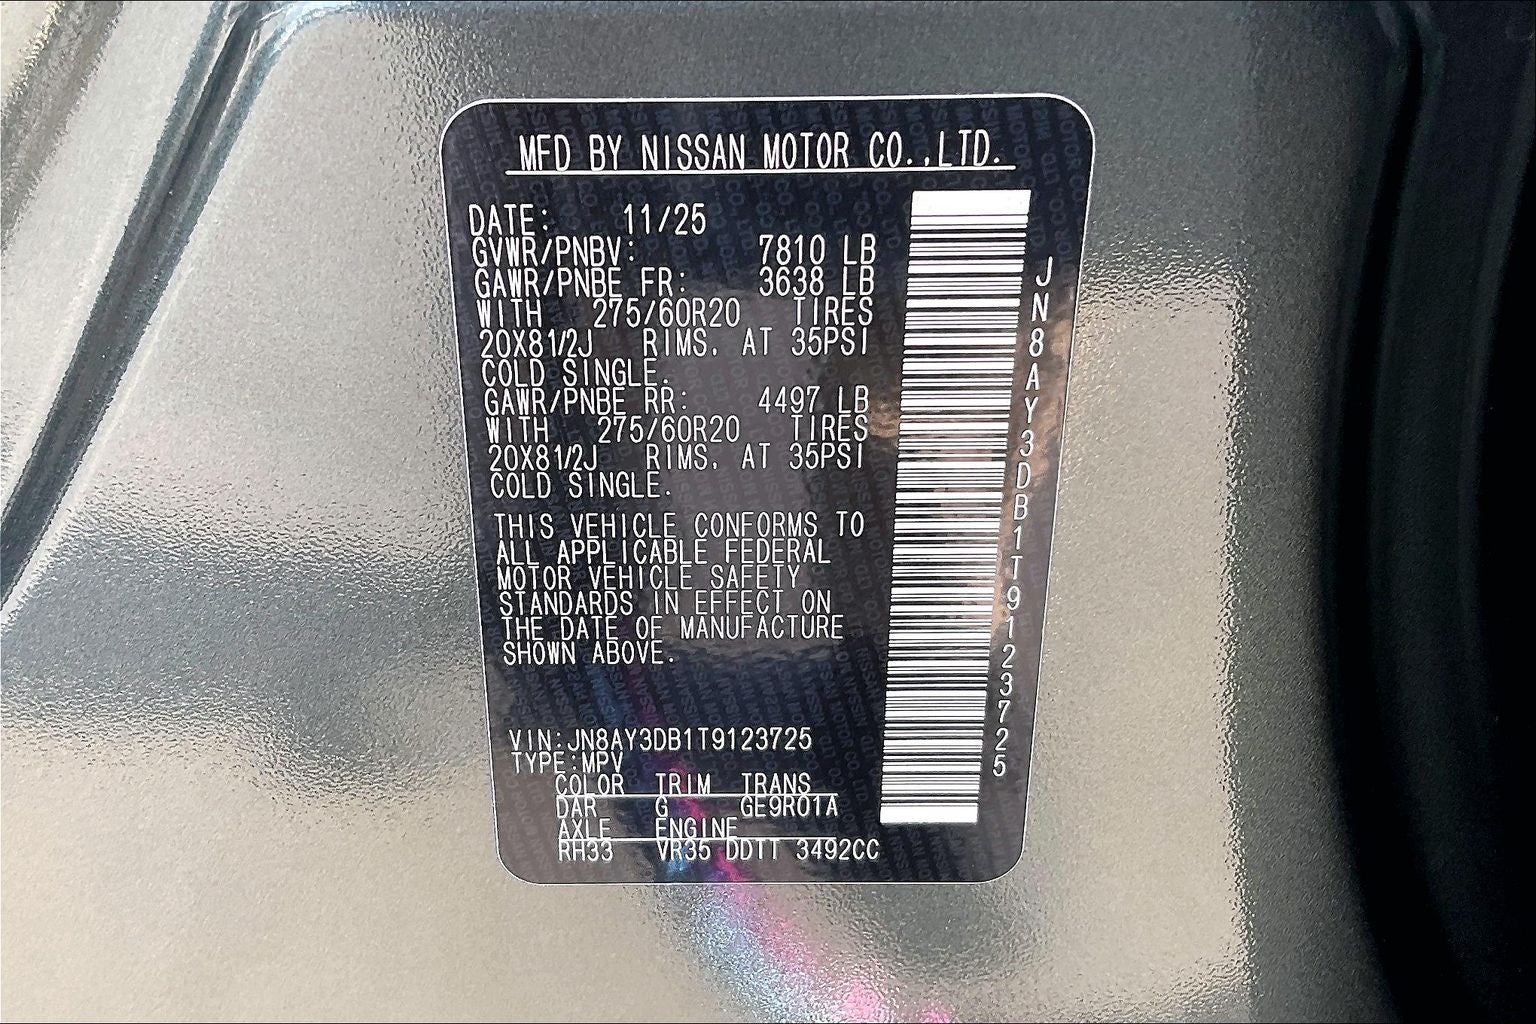 MFD BY NISSAN MOTOR CO.,LTD.
DATE: 11/25
GVWR/PNBV: 7810 LB
GAWR/PNBE FR: 3638 LB
WITH 275/60R20 TIRES
20X81/2J RIMS. AT 35PSI
COLD SINGLE.
GAWR/PNBE RR: 4497 LB
WITH 275/60R20 TIRES
20X81/2J RIMS. AT 35PSI
COLD SINGLE.
THIS VEHICLE CONFORMS TO
ALL APPLICABLE FEDERAL
MOTOR VEHICLE SAFETY
STANDARDS IN EFFECT ON
THE DATE OF MANUFACTURE
SHOWN ABOVE.
VIN:JN8AY3DB1T9123725
TYPE:MPV
COLOR TRIM TRANS
DAR G GE9R01A
AXLE ENGINE
RH33 VR35 DDTT 3492CC
JN8AY3DB1T9123725